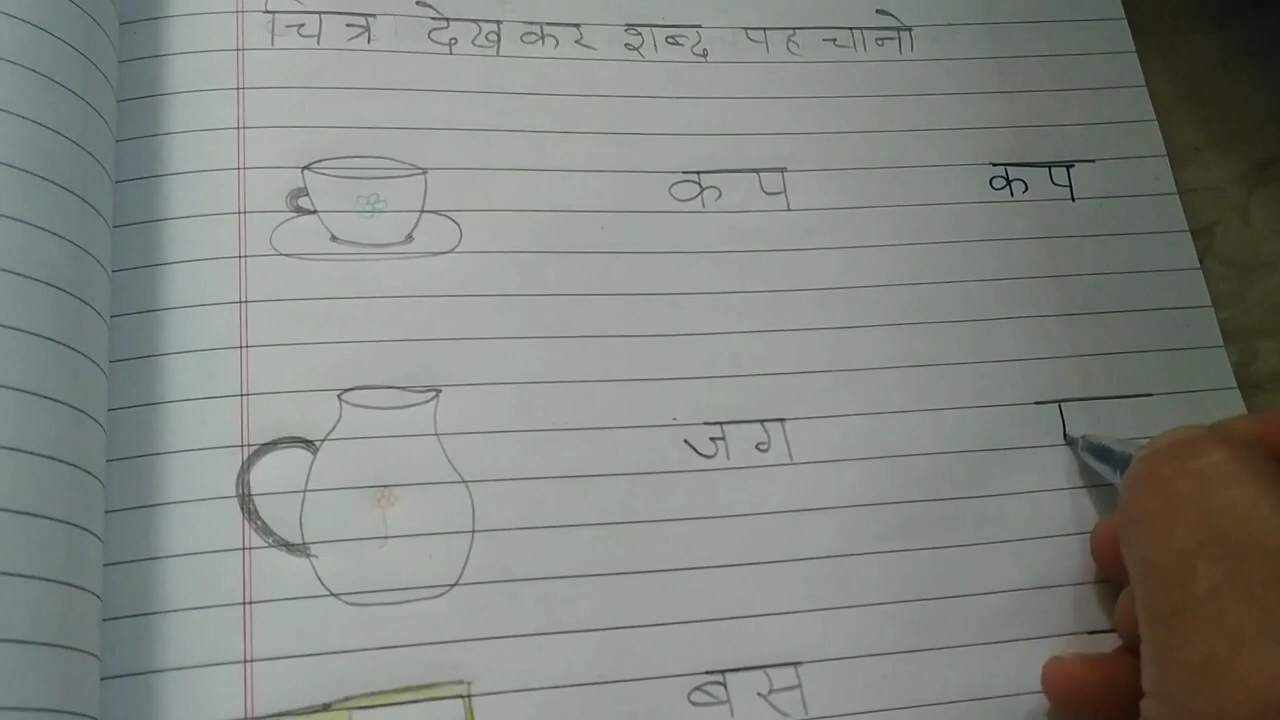 चित्र देखकर शब्द पहचानो
कप कप
जग
बस